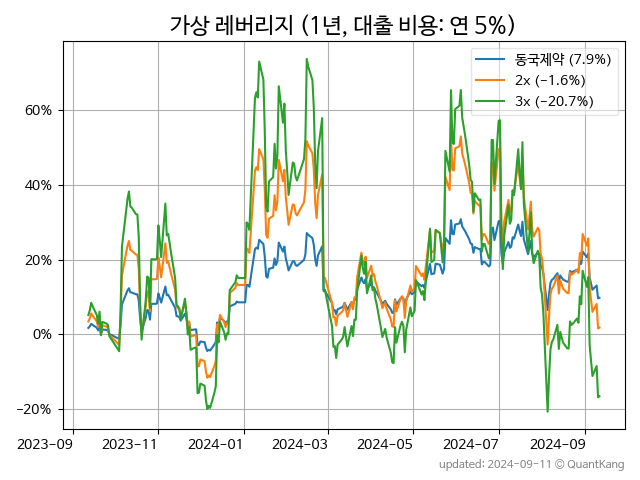 가상 레버리지 (1년, 대출 비용: 연 5%)
동국제약 (7.9%)
2x (−1.6%)
3x (−20.7%)
60%
40%
20%
0%
−20%
2023-09 2023-11 2024-01 2024-03 2024-05 2024-07 2024-09
updated: 2024-09-11 © QuantKang